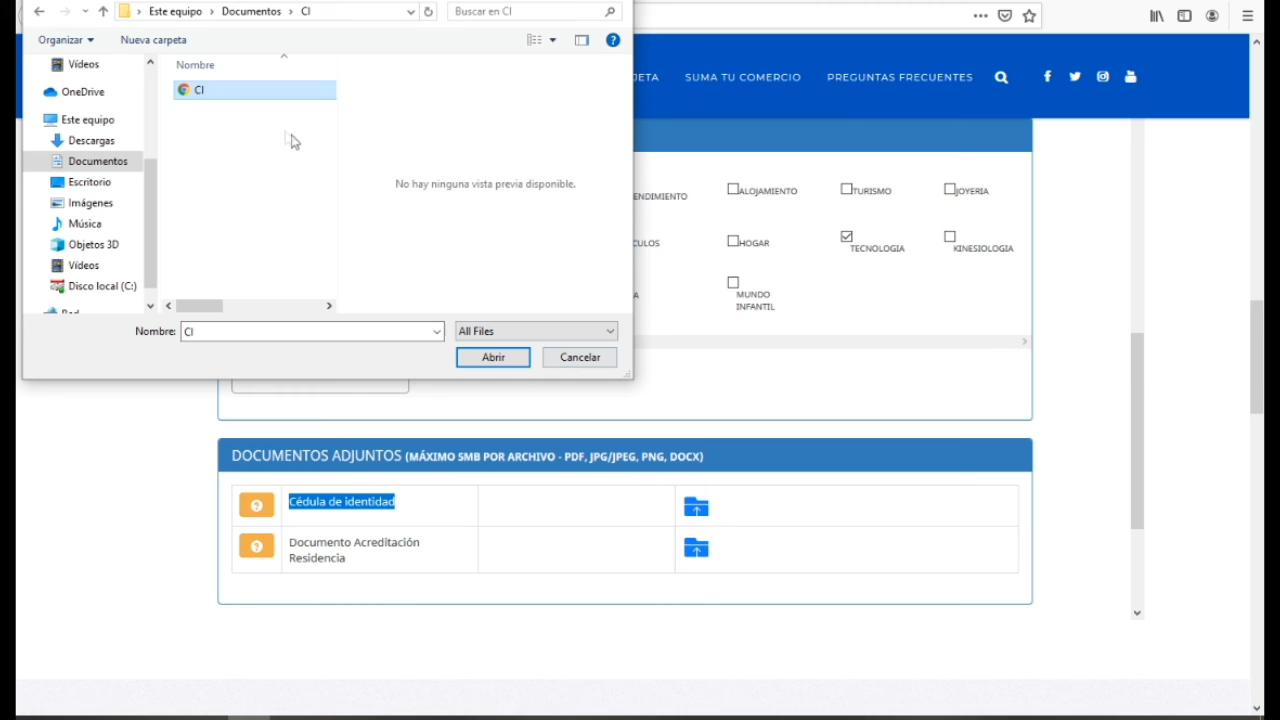 Este equipo > Documentos > CI
Buscar en CI
Organizar
Nueva carpeta
Vídeos
OneDrive
Este equipo
Descargas
Documentos
Escritorio
Imágenes
Música
Objetos 3D
Vídeos
Disco local (C:)
Nombre
CI
No hay ninguna vista previa disponible.
Nombre:
CI
All Files
Abrir
Cancelar
JETA
SUMA TU COMERCIO
PREGUNTAS FRECUENTES
ENDIMIENTO
ALOJAMIENTO
TURISMO
JOYERIA
CULOS
HOGAR
TECNOLOGIA
KINESIOLOGIA
A
MUNDO
INFANTIL
DOCUMENTOS ADJUNTOS (MÁXIMO 5MB POR ARCHIVO - PDF, JPG/JPEG, PNG, DOCX)
Cédula de identidad
Documento Acreditación
Residencia